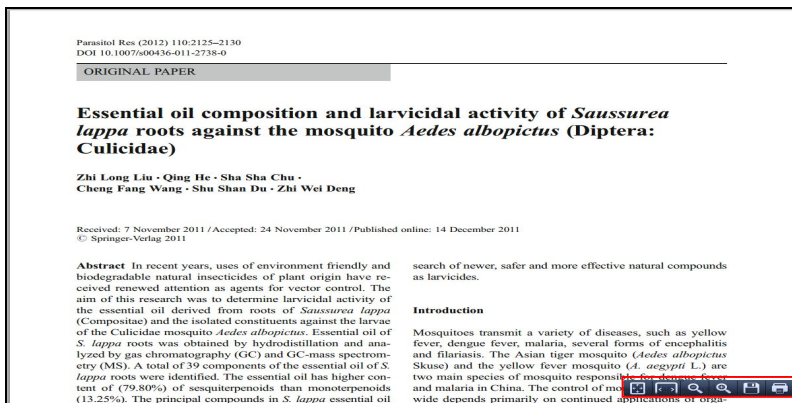 Parasitol Res (2012) 110:2125–2130
DOI 10.1007/s00436-011-2738-0
ORIGINAL PAPER
Essential oil composition and larvicidal activity of Saussurea
lappa roots against the mosquito Aedes albopictus (Diptera:
Culicidae)
Zhi Long Liu · Qing He · Sha Sha Chu ·
Cheng Fang Wang · Shu Shan Du · Zhi Wei Deng
Received: 7 November 2011 / Accepted: 24 November 2011 / Published online: 14 December 2011
© Springer-Verlag 2011
Abstract In recent years, uses of environment friendly and
biodegradable natural insecticides of plant origin have re-
ceived renewed attention as agents for vector control. The
aim of this research was to determine larvicidal activity of
the essential oil derived from roots of Saussurea lappa
(Compositae) and the isolated constituents against the larvae
of the Culicidae mosquito Aedes albopictus. Essential oil of
S. lappa roots was obtained by hydrodistillation and ana-
lyzed by gas chromatography (GC) and GC-mass spectrom-
etry (MS). A total of 39 components of the essential oil of S.
lappa roots were identified. The essential oil has higher con-
tent of (79.80%) of sesquiterpenoids than monoterpenoids
(13.25%). The principal compounds in S. lappa essential oil
search of newer, safer and more effective natural compounds
as larvicides.
Introduction
Mosquitoes transmit a variety of diseases, such as yellow
fever, dengue fever, malaria, several forms of encephalitis
and filariasis. The Asian tiger mosquito (Aedes albopictus
Skuse) and the yellow fever mosquito (A. aegypti L.) are
two main species of mosquito responsible for dengue fever
and malaria in China. The control of
wide depends primarily on continued applications of orga-